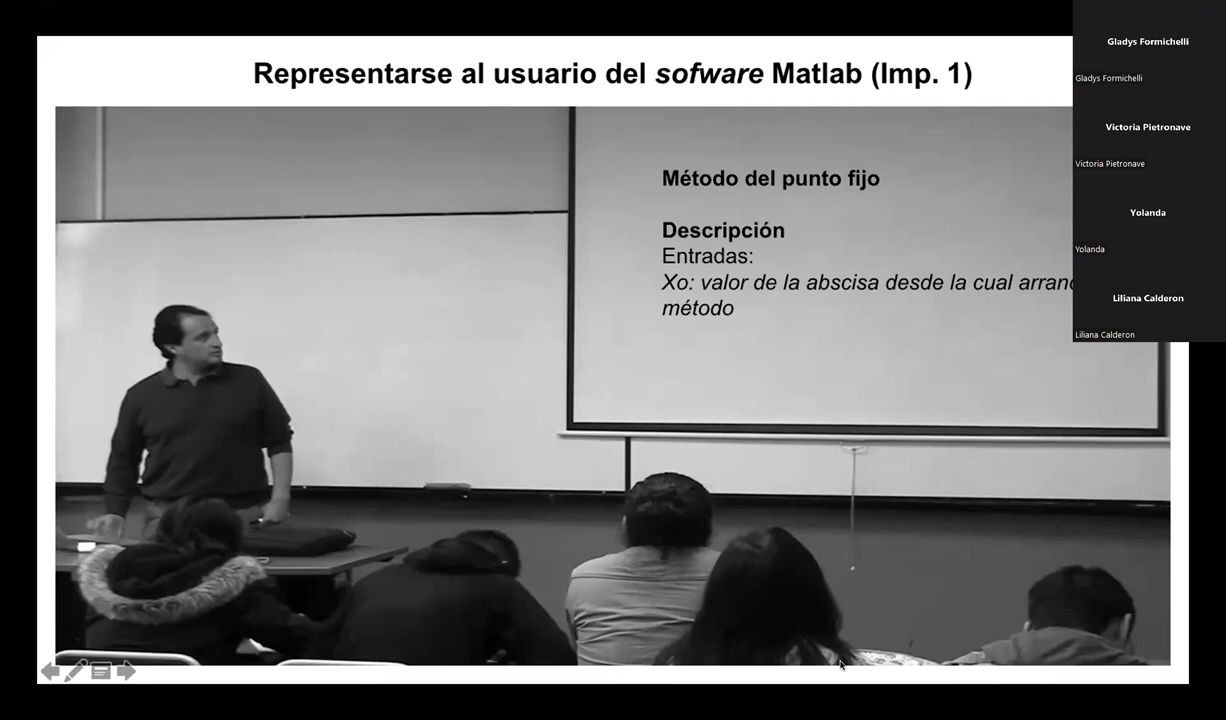 Representarse al usuario del sofware Matlab (Imp. 1)
Método del punto fijo
Descripción
Entradas:
Xo: valor de la abscisa desde la cual
método
Gladys Formichelli
Gladys Formichelli
Victoria Pietronave
Victoria Pietronave
Yolanda
Yolanda
Liliana Calderon
Liliana Calderon